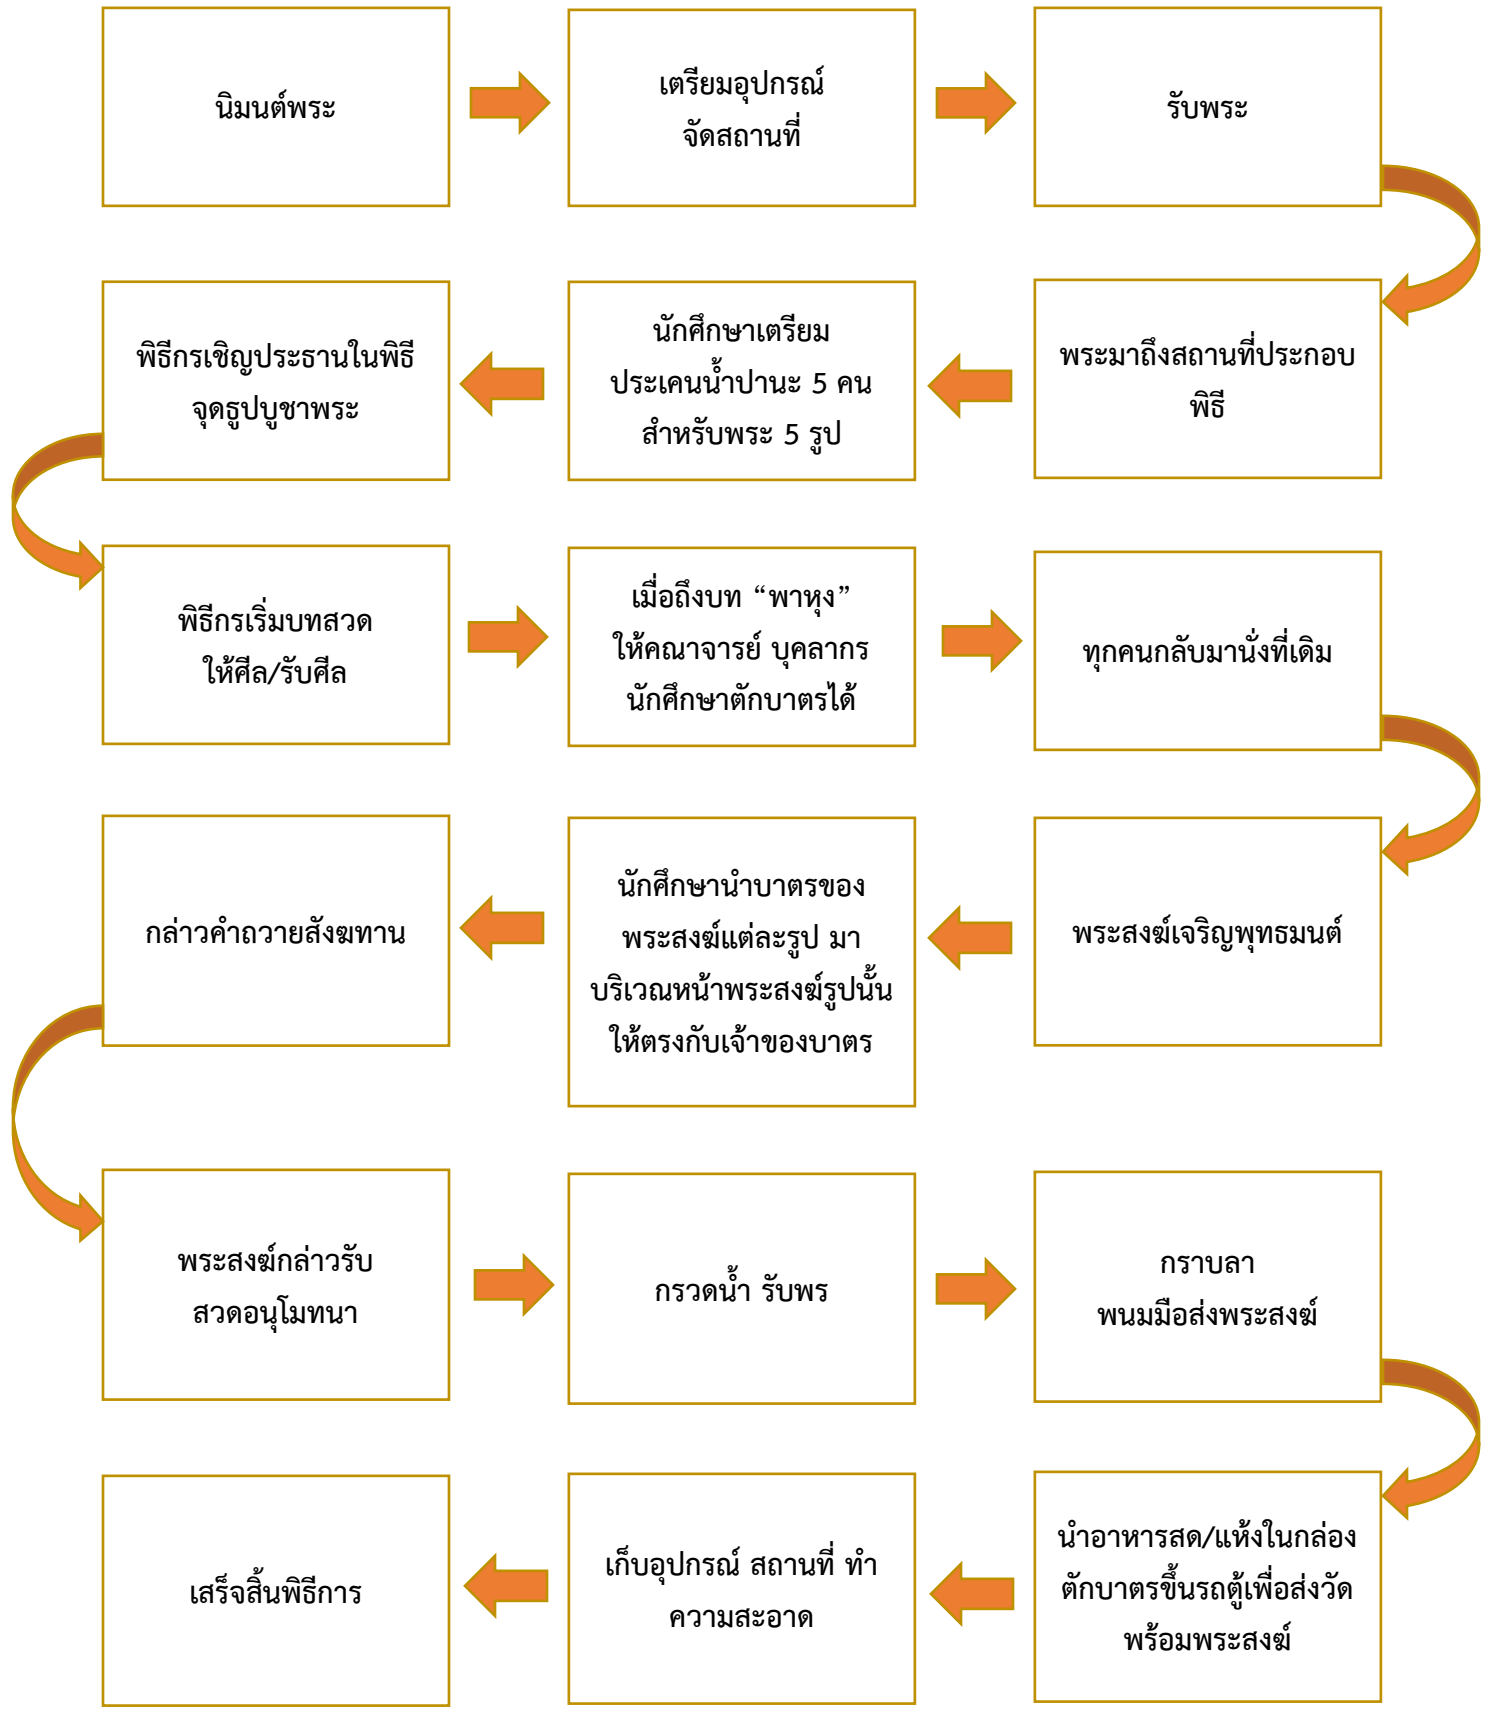 นิมนต์พระ
เตรียมอุปกรณ์
จัดสถานที่
รับพระ
พระมาถึงสถานที่ประกอบ
พิธี
นักศึกษาเตรียม
ประเคนน้ำปานะ 5 คน
สำหรับพระ 5 รูป
พิธีกรเชิญประธานในพิธี
จุดธูปบูชาพระ
พิธีกรเริ่มบทสวด
ให้ศีล/รับศีล
เมื่อถึงบท “พาหุง”
ให้คณาจารย์ บุคลากร
นักศึกษาตักบาตรได้
ทุกคนกลับมานั่งที่เดิม
พระสงฆ์เจริญพุทธมนต์
นักศึกษานำบาตรของ
พระสงฆ์แต่ละรูป มา
บริเวณหน้าพระสงฆ์รูปนั้น
ให้ตรงกับเจ้าของบาตร
กล่าวคำถวายสังฆทาน
พระสงฆ์กล่าวรับ
สวดอนุโมทนา
กรวดน้ำ รับพร
กราบลา
พนมมือส่งพระสงฆ์
นำอาหารสด/แห้งในกล่อง
ตักบาตรขึ้นรถตู้เพื่อส่งวัด
พร้อมพระสงฆ์
เก็บอุปกรณ์ สถานที่ ทำ
ความสะอาด
เสร็จสิ้นพิธีการ